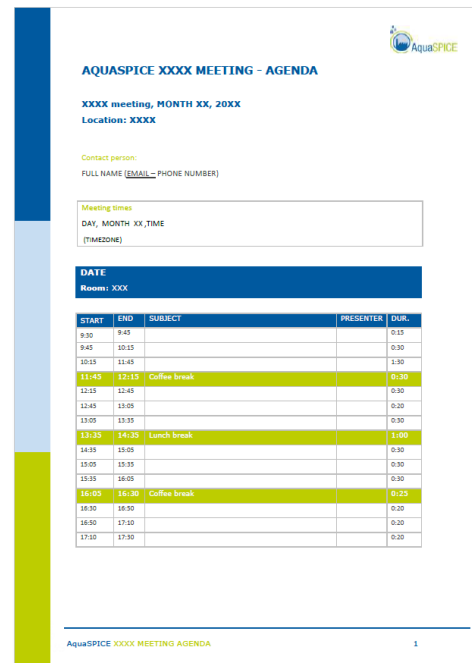 AquaSPICE
AQUASPICE XXXX MEETING - AGENDA
XXXX meeting, MONTH XX, 20XX
Location: XXXX
Contact person:
FULL NAME (EMAIL – PHONE NUMBER)
Meeting times
DAY, MONTH XX ,TIME
(TIMEZONE)
DATE
Room: XXX
START END SUBJECT PRESENTER DUR.
9:30 9:45 0:15
9:45 10:15 0:30
10:15 11:45 1:30
11:45 12:15 Coffee break 0:30
12:15 12:45 0:30
12:45 13:05 0:20
13:05 13:35 0:30
13:35 14:35 Lunch break 1:00
14:35 15:05 0:30
15:05 15:35 0:30
15:35 16:05 0:30
16:05 16:30 Coffee break 0:25
16:30 16:50 0:20
16:50 17:10 0:20
17:10 17:30 0:20
AquaSPICE XXXX MEETING AGENDA 1